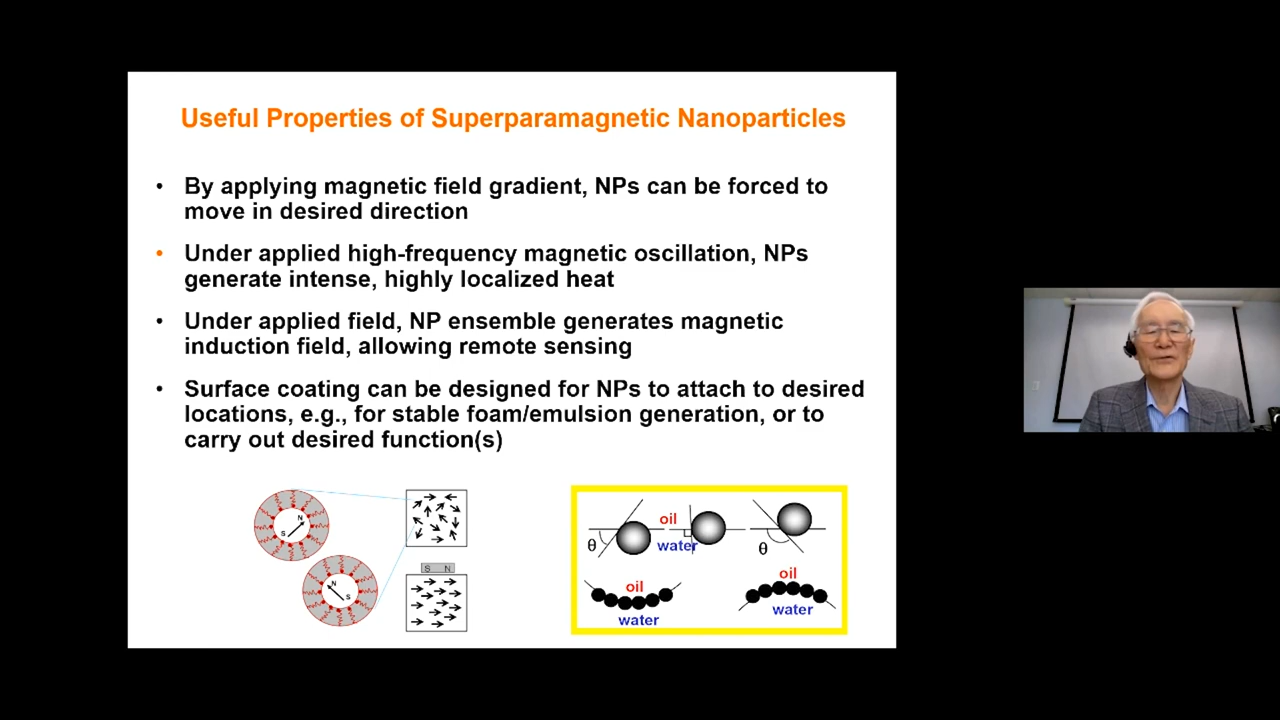 Useful Properties of Superparamagnetic Nanoparticles
• By applying magnetic field gradient, NPs can be forced to
move in desired direction
• Under applied high-frequency magnetic oscillation, NPs
generate intense, highly localized heat
• Under applied field, NP ensemble generates magnetic
induction field, allowing remote sensing
• Surface coating can be designed for NPs to attach to desired
locations, e.g., for stable foam/emulsion generation, or to
carry out desired function(s)
N
S
N
S
S N
oil
θ
water
θ
oil
water
oil
water